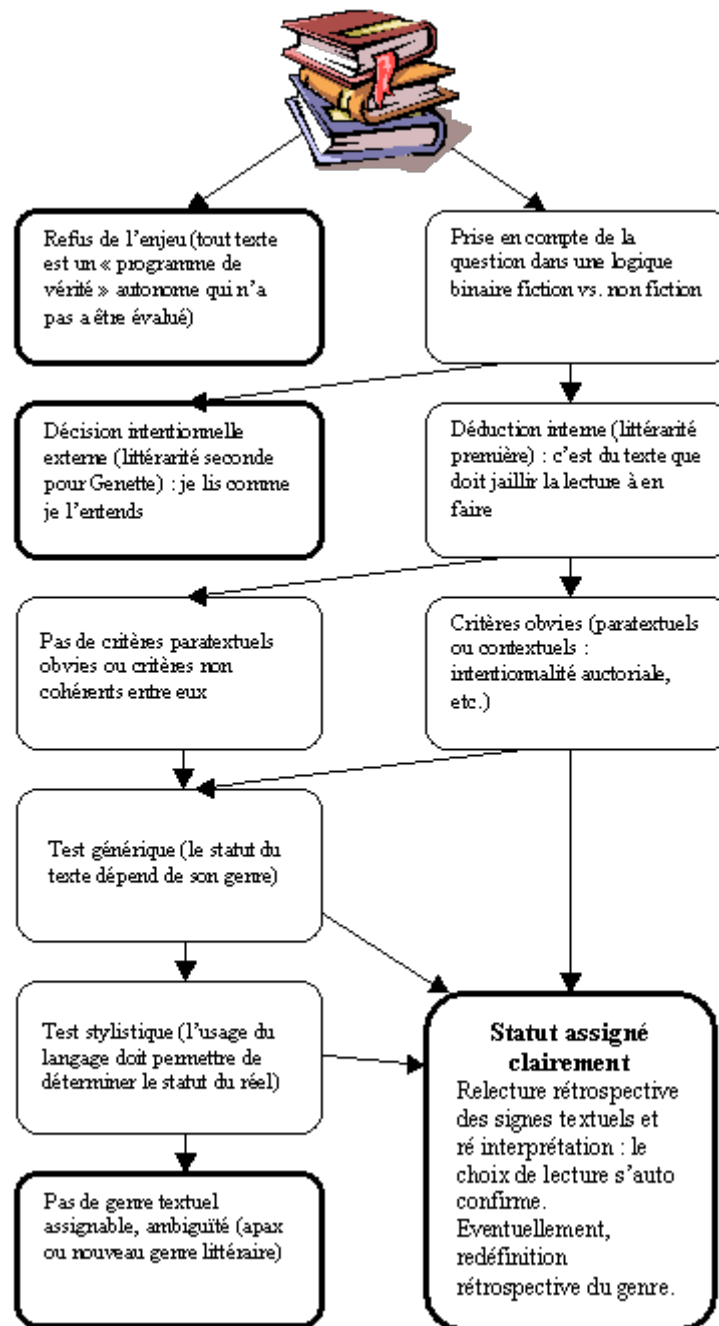 Refus de l'enjeu (tout texte
est un « programme de
vérité » autonome qui n'a
pas a être évalué)
Prise en compte de la
question dans une logique
binaire fiction vs. non fiction
Décision intentionnelle
externe (littérarité seconde
pour Genette) : je lis comme
je l'entends
Déduction interne (littérarité
première) : c'est du texte que
doit jaillir la lecture à en
faire
Pas de critères paratextuels
obvies ou critères non
cohérents entre eux
Critères obvies (paratextuels
ou contextuels :
intentionnalité auctoriale,
etc.)
Test générique (le statut du
texte dépend de son genre)
Test stylistique (l'usage du
langage doit permettre de
déterminer le statut du réel)
Statut assigné
clairement
Relecture rétrospective
des signes textuels et
ré interprétation : le
choix de lecture s'auto
confirme.
Eventuellement,
redéfinition
rétrospective du genre.
Pas de genre textuel
assignable, ambiguïté (apax
ou nouveau genre littéraire)